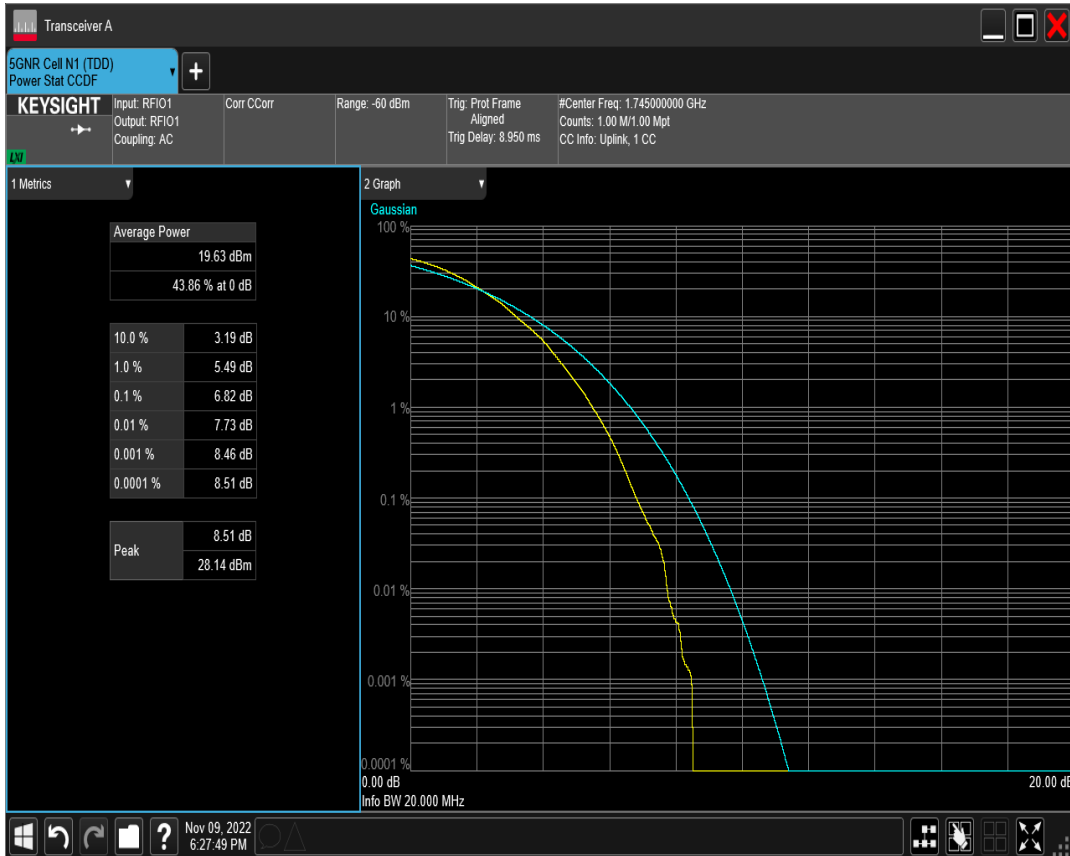 Transceiver A
5GNR Cell N1 (TDD)
Power Stat CCDF
+
KEYSIGHT
LXI
Input: RFIO1
Output: RFIO1
Coupling: AC
Corr CCorr
Range: -60 dBm
Trig: Prot Frame
Aligned
Trig Delay: 8.950 ms
#Center Freq: 1.745000000 GHz
Counts: 1.00 M/1.00 Mpt
CC Info: Uplink, 1 CC
1 Metrics
Average Power
19.63 dBm
43.86 % at 0 dB
10.0 % 3.19 dB
1.0 % 5.49 dB
0.1 % 6.82 dB
0.01 % 7.73 dB
0.001 % 8.46 dB
0.0001 % 8.51 dB
Peak
8.51 dB
28.14 dBm
2 Graph
Gaussian
100 %
10 %
1 %
0.1 %
0.01 %
0.001 %
0.0001 %
0.00 dB 20.00 dB
Info BW 20.000 MHz
?
Nov 09, 2022
6:27:49 PM